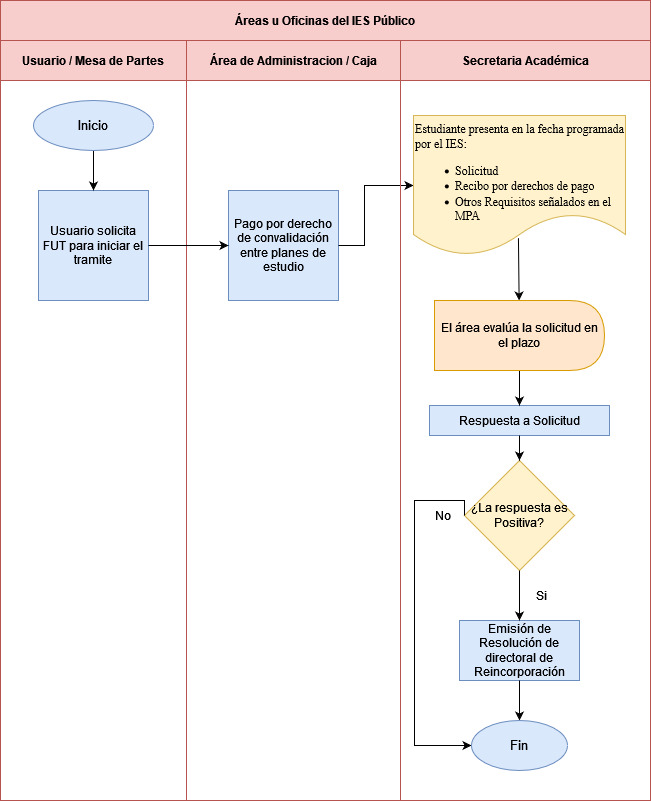 Áreas u Oficinas del IES Público
Usuario / Mesa de Partes
Área de Administracion / Caja
Secretaria Académica
Inicio
Usuario solicita
FUT para iniciar el
tramite
Pago por derecho
de convalidación
entre planes de
estudio
Estudiante presenta en la fecha programada
por el IES:
• Solicitud
• Recibo por derechos de pago
• Otros Requisitos señalados en el
MPA
El área evalúa la solicitud en
el plazo
Respuesta a Solicitud
¿La respuesta es
Positiva?
No
Si
Emisión de
Resolución de
directoral de
Reincorporación
Fin